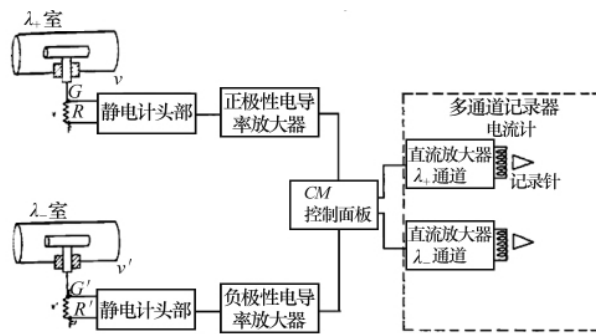 λ₊室
v
G
R
静电计头部
正极性电导
率放大器
多通道记录器
电流计
直流放大器
λ₊通道
记录针
CM
控制面板
λ₋室
v′
G′
R′
静电计头部
负极性电导
率放大器
直流放大器
λ₋通道